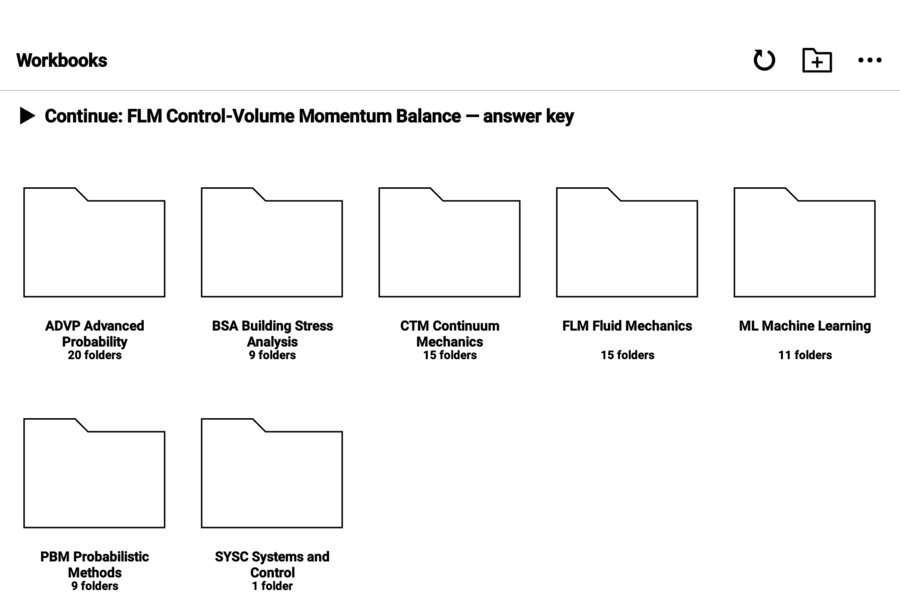 Workbooks
Continue: FLM Control-Volume Momentum Balance — answer key
ADVP Advanced
Probability
20 folders
BSA Building Stress
Analysis
9 folders
CTM Continuum
Mechanics
15 folders
FLM Fluid Mechanics
15 folders
ML Machine Learning
11 folders
PBM Probabilistic
Methods
9 folders
SYSC Systems and
Control
1 folder